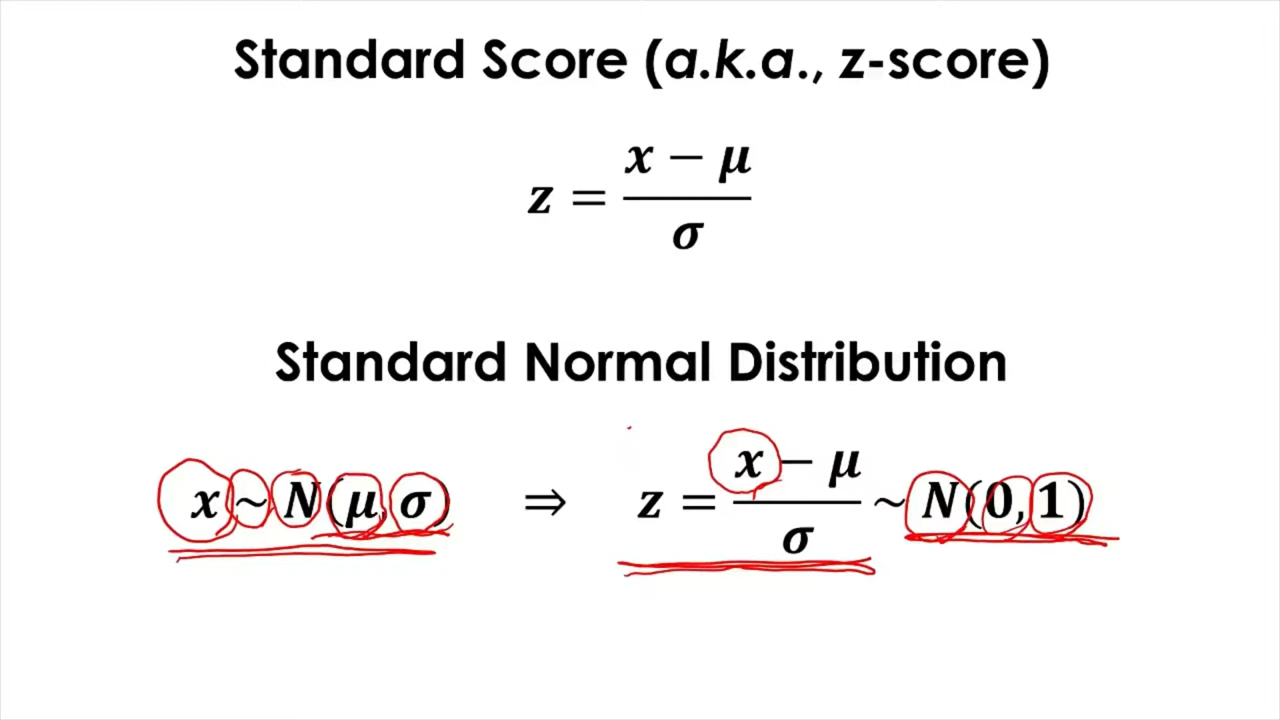 Standard Score (a.k.a., z-score)
z = (x − μ) / σ
Standard Normal Distribution
x ~ N(μ, σ) ⇒ z = (x − μ) / σ ~ N(0, 1)